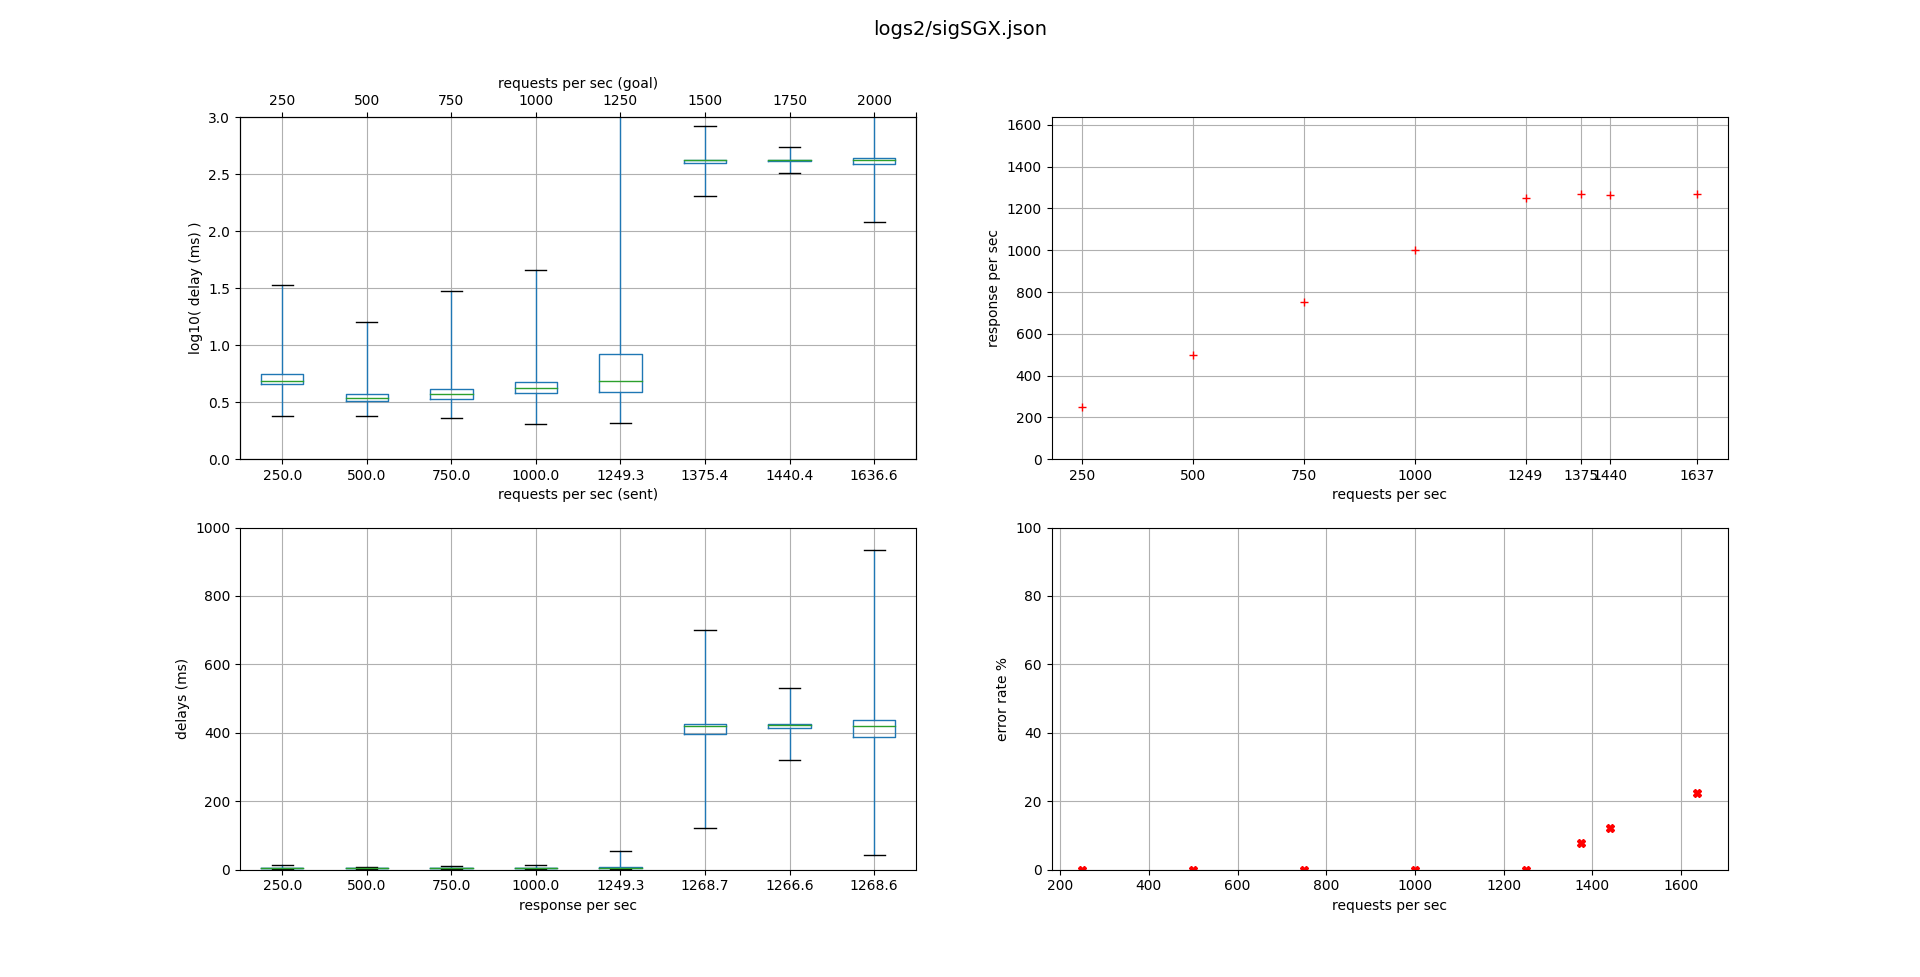 logs2/sigSGX.json
requests per sec (goal)
250 500 750 1000 1250 1500 1750 2000
3.0
2.5
2.0
1.5
1.0
0.5
0.0
log10( delay (ms) )
250.0 500.0 750.0 1000.0 1249.3 1375.4 1440.4 1636.6
requests per sec (sent)
1600
1400
1200
1000
800
600
400
200
0
response per sec
250 500 750 1000 1249 1375 1440 1637
requests per sec
1000
800
600
400
200
0
delays (ms)
250.0 500.0 750.0 1000.0 1249.3 1268.7 1266.6 1268.6
response per sec
100
80
60
40
20
0
error rate %
200 400 600 800 1000 1200 1400 1600
requests per sec